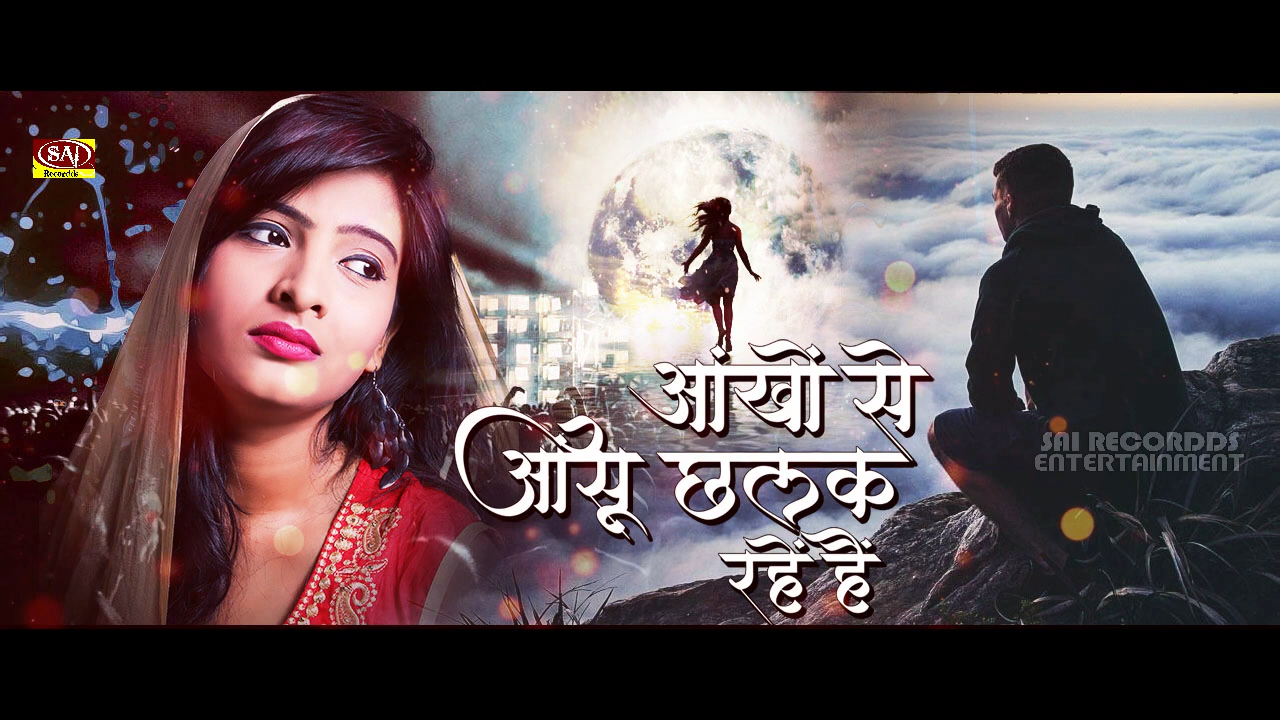 SAI
Recordds
आंखों से
आँसू छलक
रहें हैं
SAI RECORDDS
ENTERTAINMENT